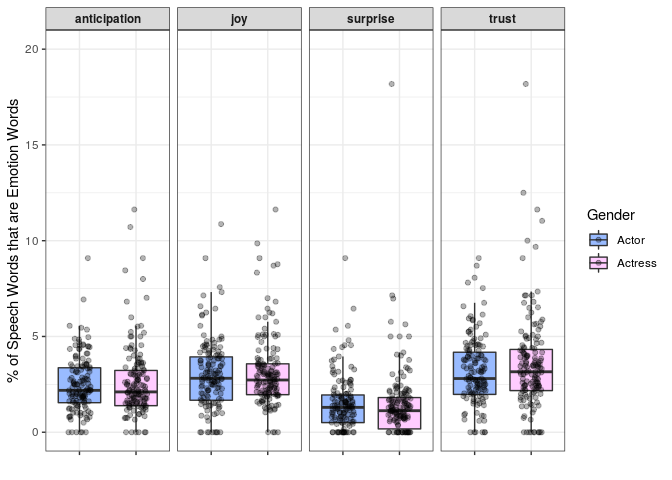 anticipation
joy
surprise
trust
% of Speech Words that are Emotion Words
20
15
10
5
0
Gender
Actor
Actress